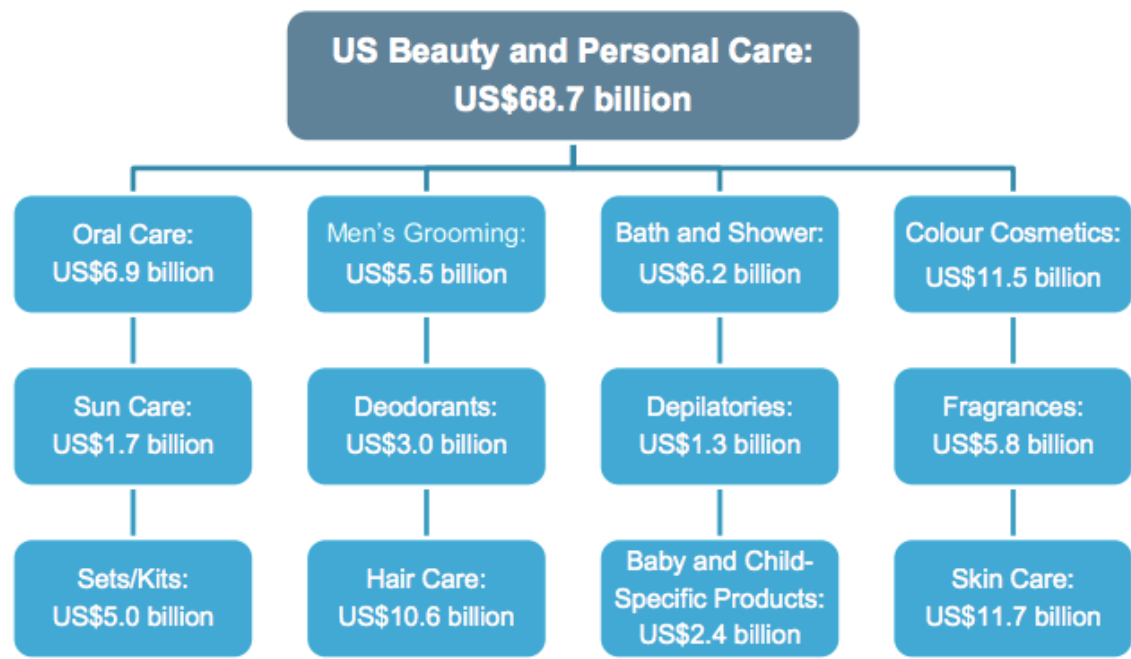 US Beauty and Personal Care:
US$68.7 billion
Oral Care:
US$6.9 billion
Men's Grooming:
US$5.5 billion
Bath and Shower:
US$6.2 billion
Colour Cosmetics:
US$11.5 billion
Sun Care:
US$1.7 billion
Deodorants:
US$3.0 billion
Depilatories:
US$1.3 billion
Fragrances:
US$5.8 billion
Sets/Kits:
US$5.0 billion
Hair Care:
US$10.6 billion
Baby and Child-
Specific Products:
US$2.4 billion
Skin Care:
US$11.7 billion